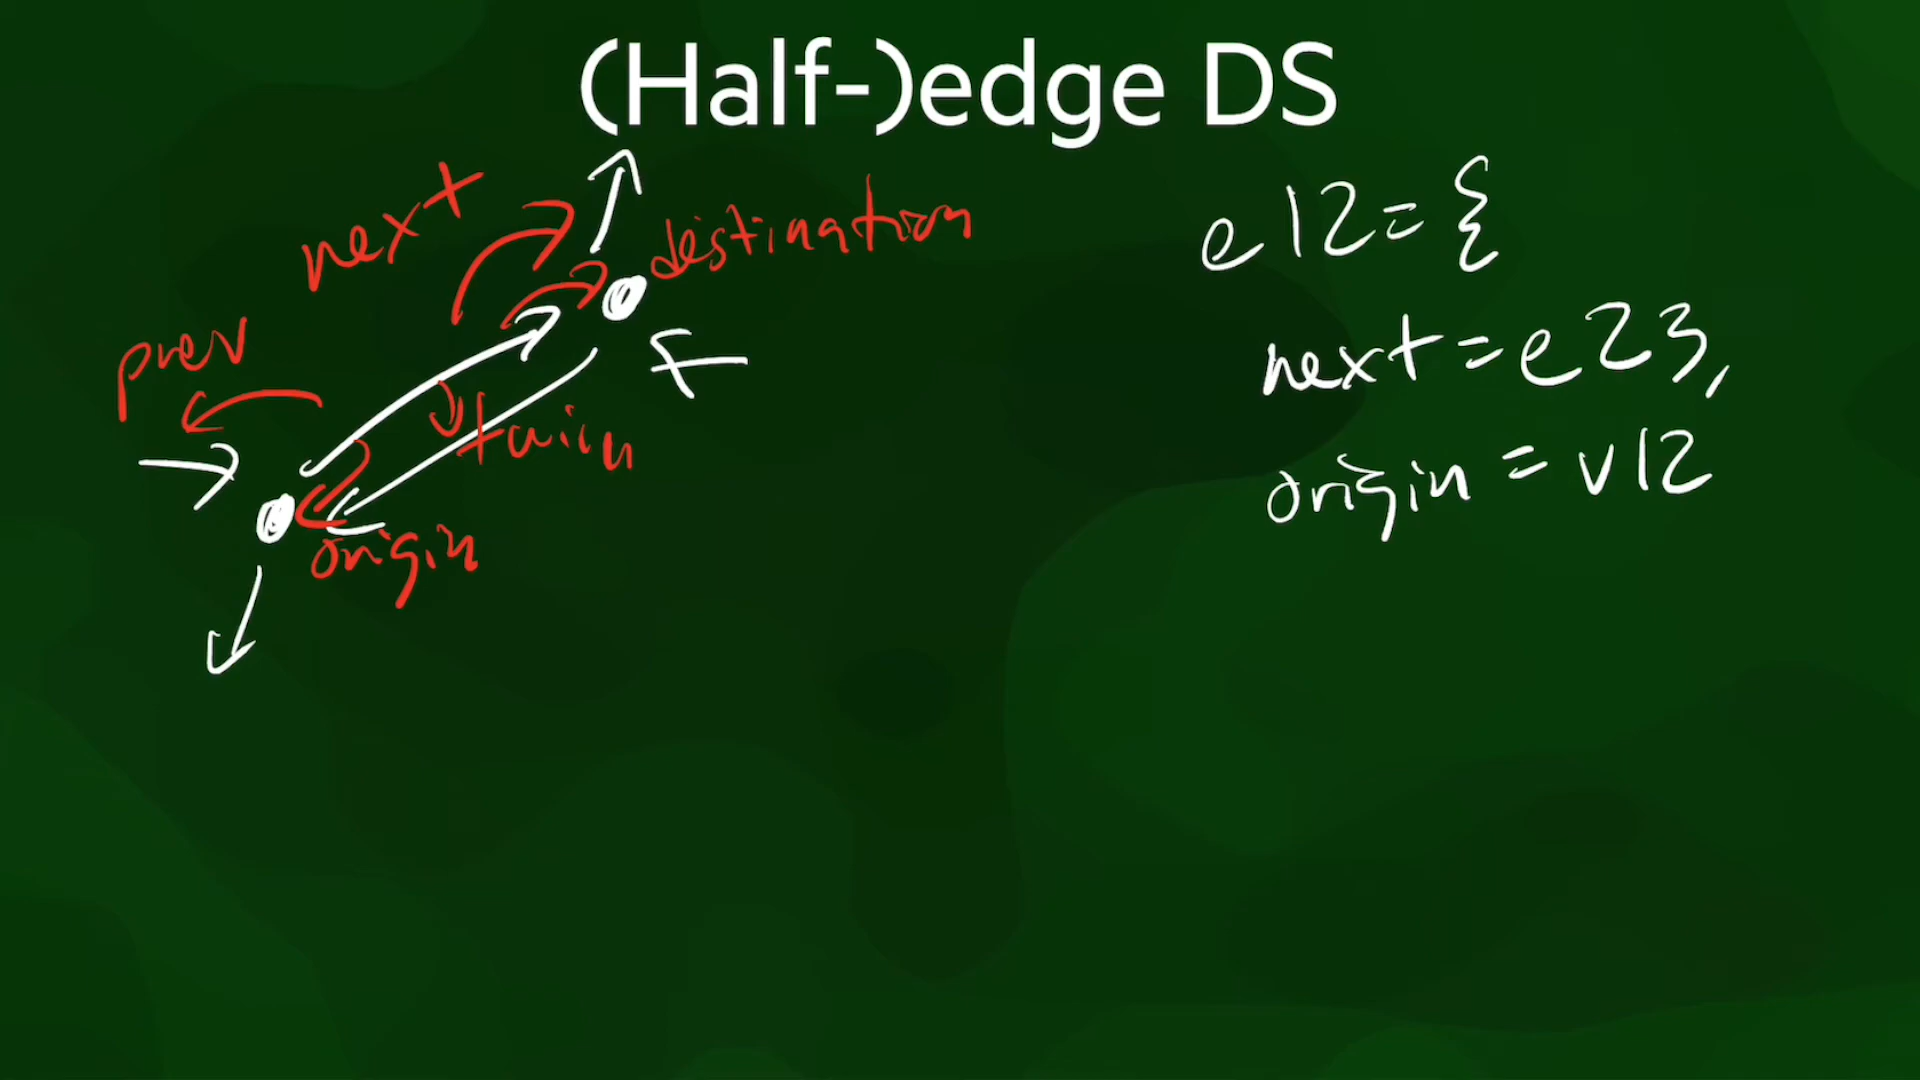 (Half-)edge DS
next
destination
prev
twin
origin
e12={
next=e23,
origin = v12